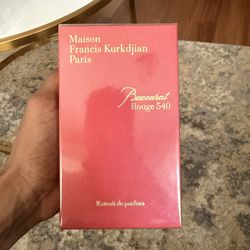 Maison
Francis Kurkdjian
Paris
Baccarat
Rouge 540
Extrait de parfum